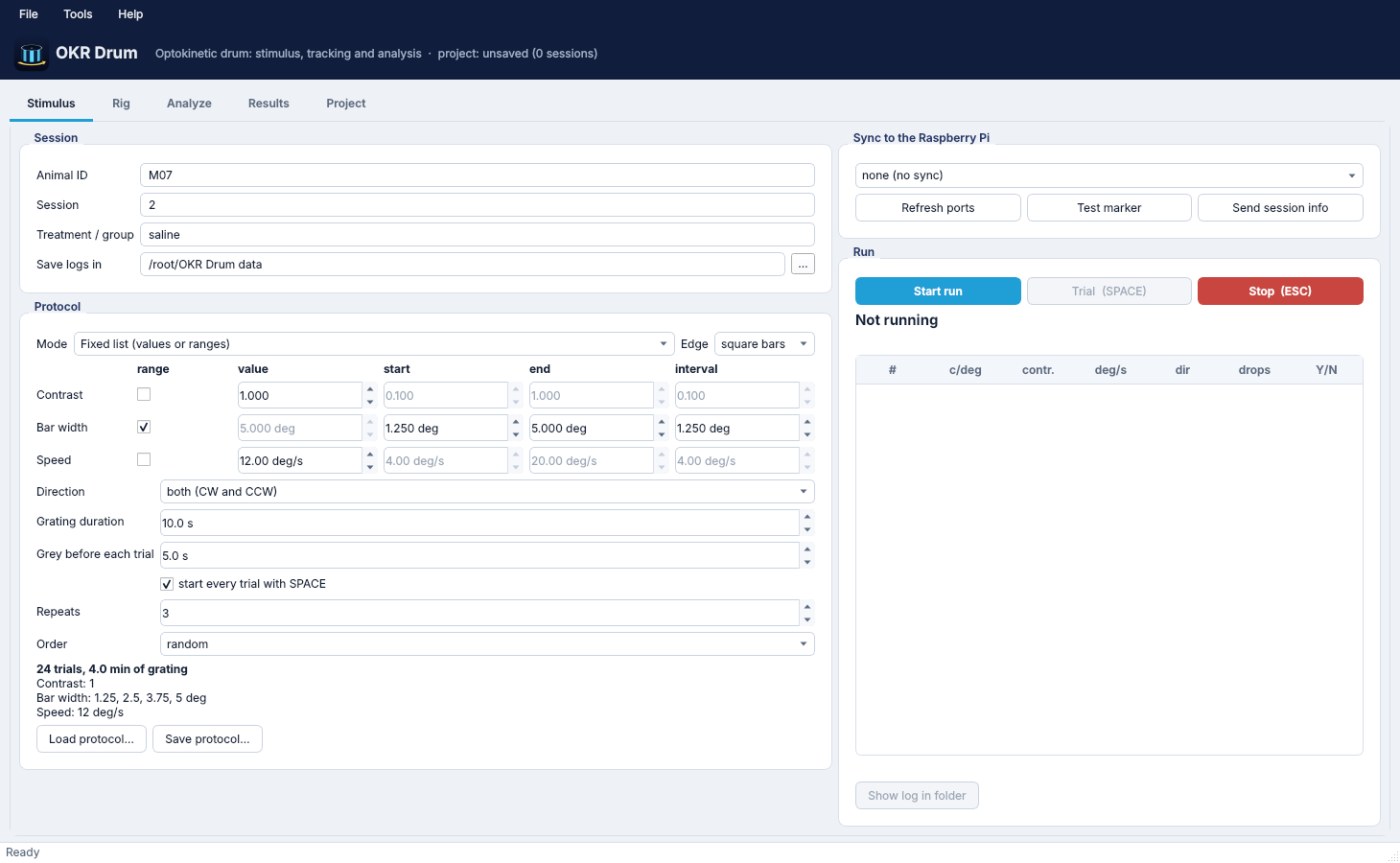 File Tools Help
OKR Drum Optokinetic drum: stimulus, tracking and analysis · project: unsaved (0 sessions)
Stimulus Rig Analyze Results Project
Session
Animal ID M07
Session 2
Treatment / group saline
Save logs in /root/OKR Drum data ...
Protocol
Mode Fixed list (values or ranges) Edge square bars
range value start end interval
Contrast 1.000 0.100 1.000 0.100
Bar width 5.000 deg 1.250 deg 5.000 deg 1.250 deg
Speed 12.00 deg/s 4.00 deg/s 20.00 deg/s 4.00 deg/s
Direction both (CW and CCW)
Grating duration 10.0 s
Grey before each trial 5.0 s
start every trial with SPACE
Repeats 3
Order random
24 trials, 4.0 min of grating
Contrast: 1
Bar width: 1.25, 2.5, 3.75, 5 deg
Speed: 12 deg/s
Load protocol... Save protocol...
Sync to the Raspberry Pi
none (no sync)
Refresh ports Test marker Send session info
Run
Start run Trial (SPACE) Stop (ESC)
Not running
# c/deg contr. deg/s dir drops Y/N
Show log in folder
Ready